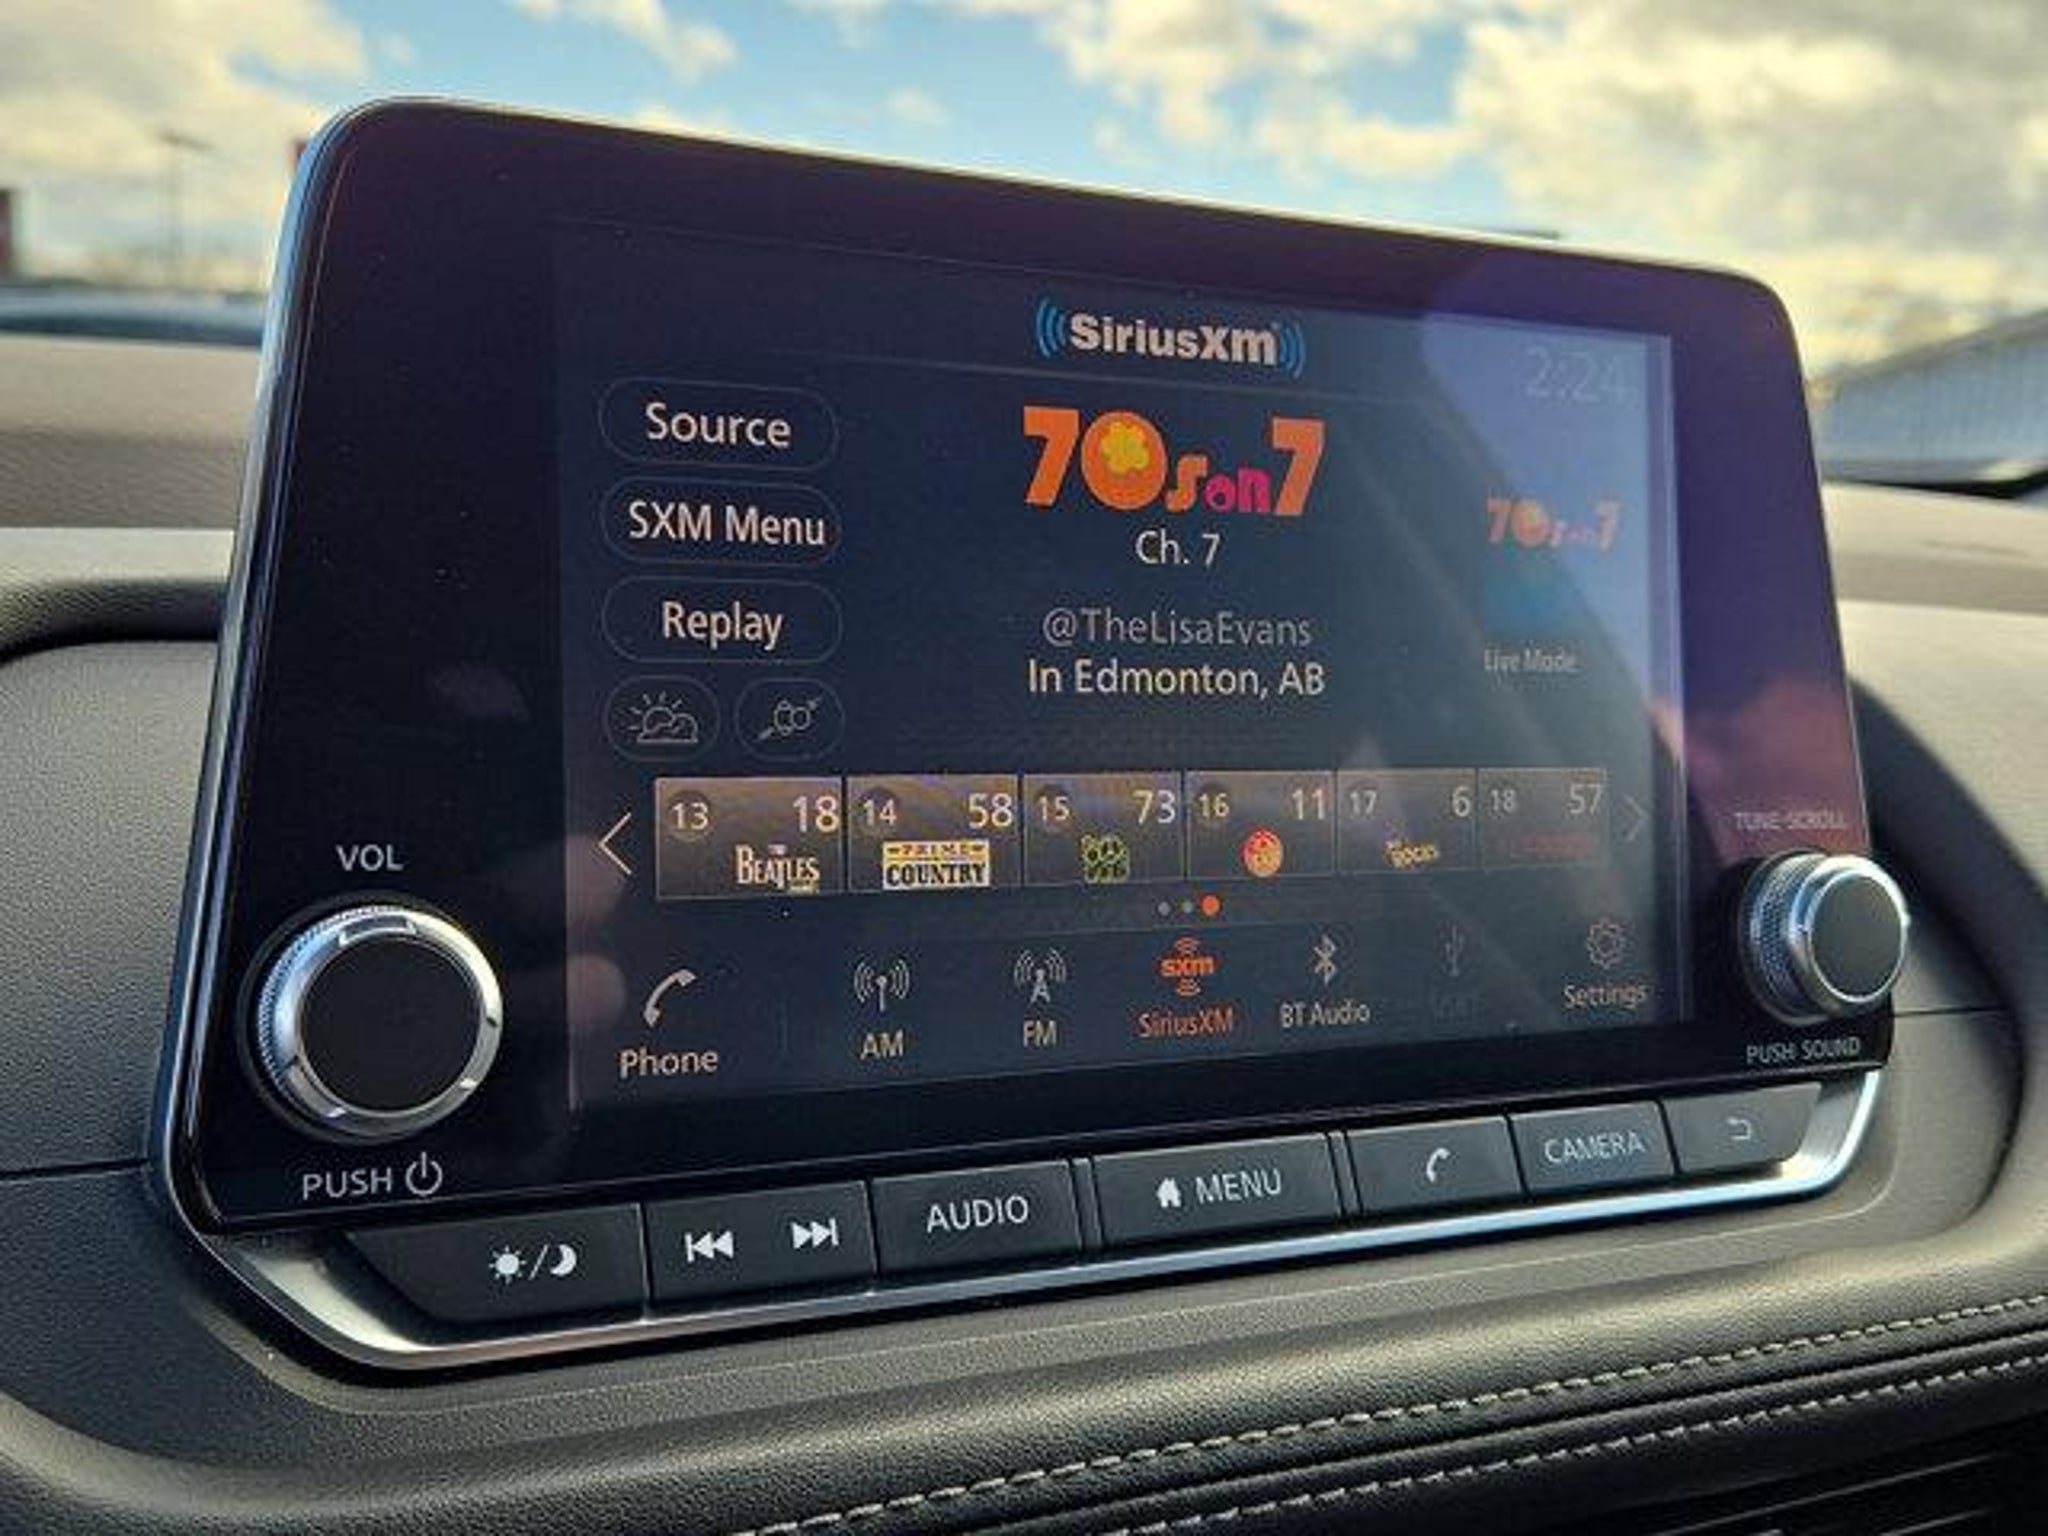 SiriusXm
2:24
Source
70s on 7
SXM Menu
70s on 7
Ch. 7
Replay
@TheLisaEvans
In Edmonton, AB
Live Mode
13 18 14 58 15 73 16 11 17 6 18 57
BEATLES
PRIME
COUNTRY
VOL
TUNE·SCROLL
sxm
Phone
AM
FM
SiriusXM
BT Audio
Settings
PUSH
PUSH SOUND
AUDIO
MENU
CAMERA